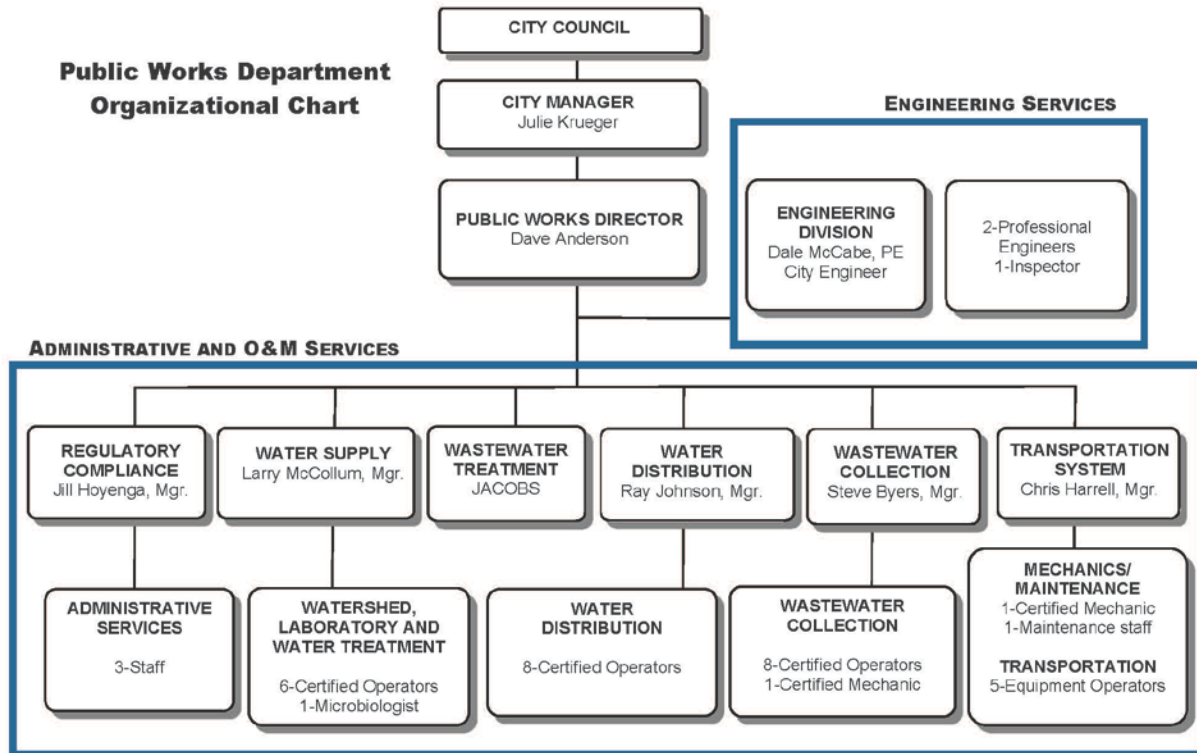 CITY COUNCIL
Public Works Department
Organizational Chart
CITY MANAGER
Julie Krueger
ENGINEERING SERVICES
PUBLIC WORKS DIRECTOR
Dave Anderson
ENGINEERING
DIVISION
Dale McCabe, PE
City Engineer
2-Professional
Engineers
1-Inspector
ADMINISTRATIVE AND O&M SERVICES
REGULATORY
COMPLIANCE
Jill Hoyenga, Mgr.
WATER SUPPLY
Larry McCollum, Mgr.
WASTEWATER
TREATMENT
JACOBS
WATER
DISTRIBUTION
Ray Johnson, Mgr.
WASTEWATER
COLLECTION
Steve Byers, Mgr.
TRANSPORTATION
SYSTEM
Chris Harrell, Mgr.
ADMINISTRATIVE
SERVICES
3-Staff
WATERSHED,
LABORATORY AND
WATER TREATMENT
6-Certified Operators
1-Microbiologist
WATER
DISTRIBUTION
8-Certified Operators
WASTEWATER
COLLECTION
8-Certified Operators
1-Certified Mechanic
MECHANICS/
MAINTENANCE
1-Certified Mechanic
1-Maintenance staff
TRANSPORTATION
5-Equipment Operators